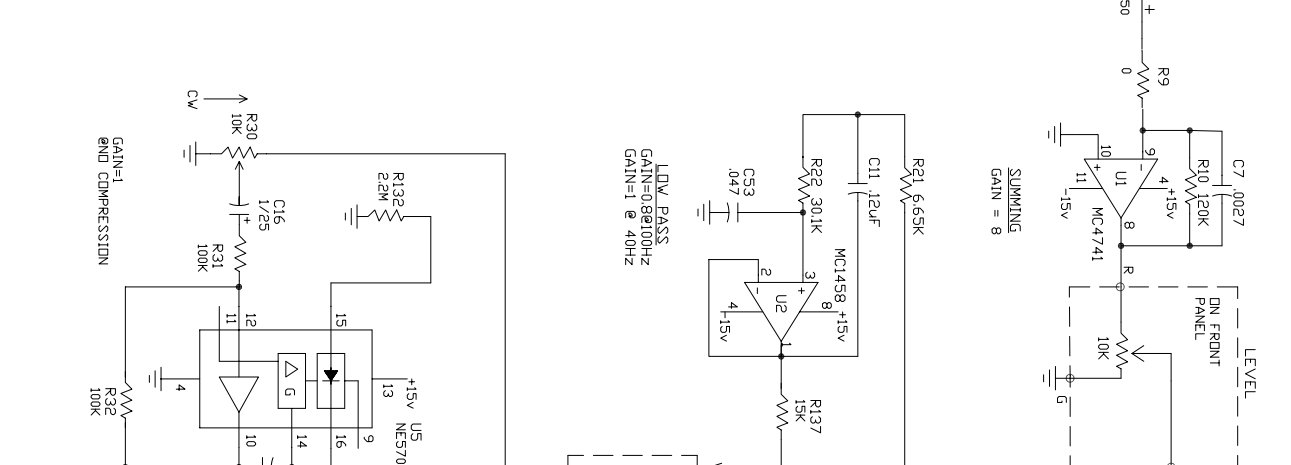 50
+
R9
0
C7 .0027
R10 120K
9
10
-
+
U1
11
4
+15v
-15v
MC4741
8
SUMMING
GAIN = 8
R
ON FRONT
PANEL
LEVEL
10K
G
R21 6.65K
C11 .12uF
R22 30.1K
C53
.047
LOW PASS
GAIN=0.8@100Hz
GAIN=1 @ 40Hz
MC1458
2
3
-
+
U2
4
8
+15v
-15v
1
R137
15K
CW
R30
10K
GAIN=1
@NO COMPRESSION
R132
2.2M
C16
1/25
+
R31
100K
11
12
15
G
4
13
+15v
R32
100K
10
14
16
9
U5
NE570